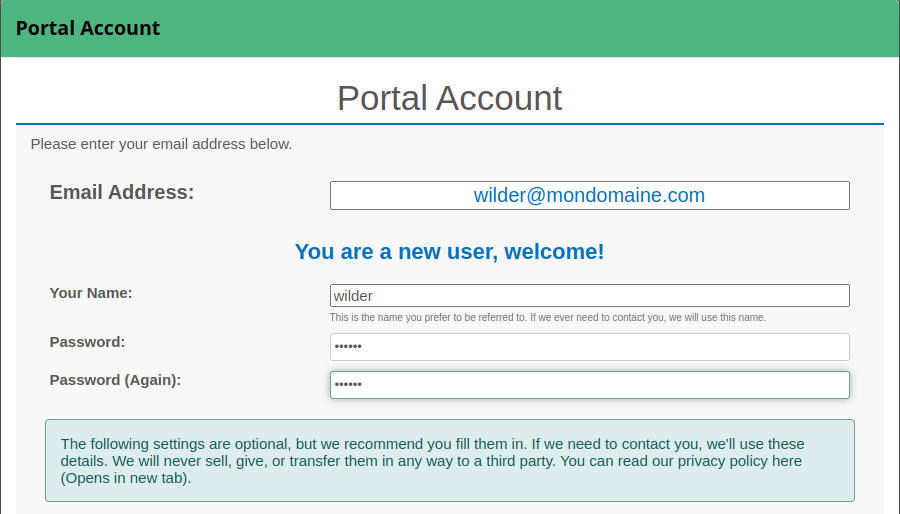 Portal Account
Portal Account
Please enter your email address below.
Email Address:
wilder@mondomaine.com
You are a new user, welcome!
Your Name:
wilder
This is the name you prefer to be referred to. If we ever need to contact you, we will use this name.
Password:
••••••
Password (Again):
••••••
The following settings are optional, but we recommend you fill them in. If we need to contact you, we'll use these
details. We will never sell, give, or transfer them in any way to a third party. You can read our privacy policy here
(Opens in new tab).